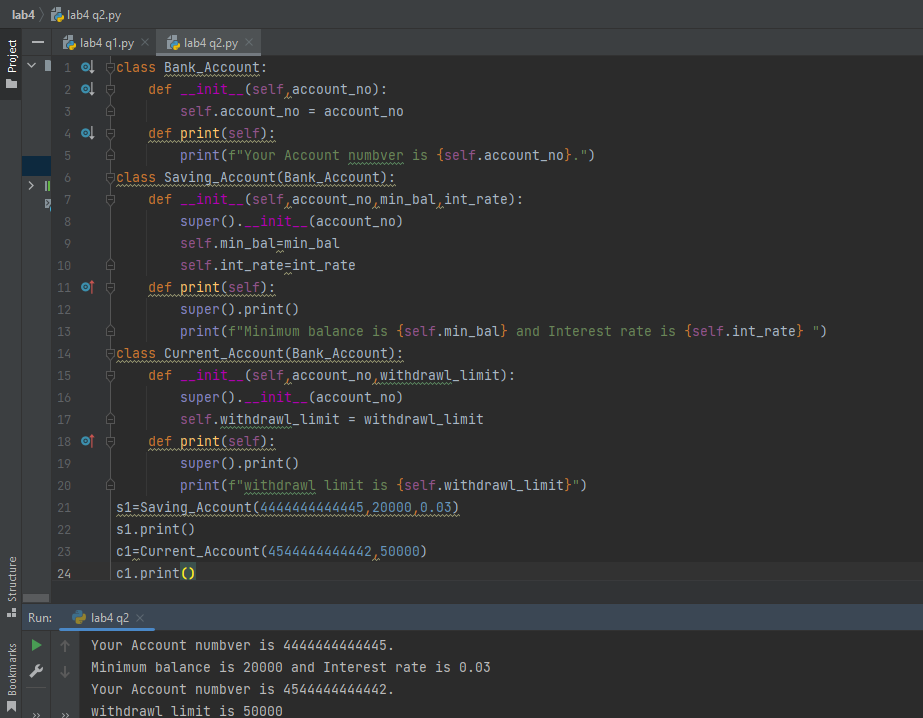 lab4 lab4 q2.py
Project
lab4 q1.py lab4 q2.py
1 class Bank_Account:
2     def __init__(self,account_no):
3         self.account_no = account_no
4     def print(self):
5         print(f"Your Account numbver is {self.account_no}.")
6 class Saving_Account(Bank_Account):
7     def __init__(self,account_no,min_bal,int_rate):
8         super().__init__(account_no)
9         self.min_bal=min_bal
10         self.int_rate=int_rate
11     def print(self):
12         super().print()
13         print(f"Minimum balance is {self.min_bal} and Interest rate is {self.int_rate} ")
14 class Current_Account(Bank_Account):
15     def __init__(self,account_no,withdrawl_limit):
16         super().__init__(account_no)
17         self.withdrawl_limit = withdrawl_limit
18     def print(self):
19         super().print()
20         print(f"withdrawl limit is {self.withdrawl_limit}")
21 s1=Saving_Account(4444444444445,20000,0.03)
22 s1.print()
23 c1=Current_Account(4544444444442,50000)
24 c1.print()
Structure
Bookmarks
Run: lab4 q2
Your Account numbver is 4444444444445.
Minimum balance is 20000 and Interest rate is 0.03
Your Account numbver is 4544444444442.
withdrawl limit is 50000